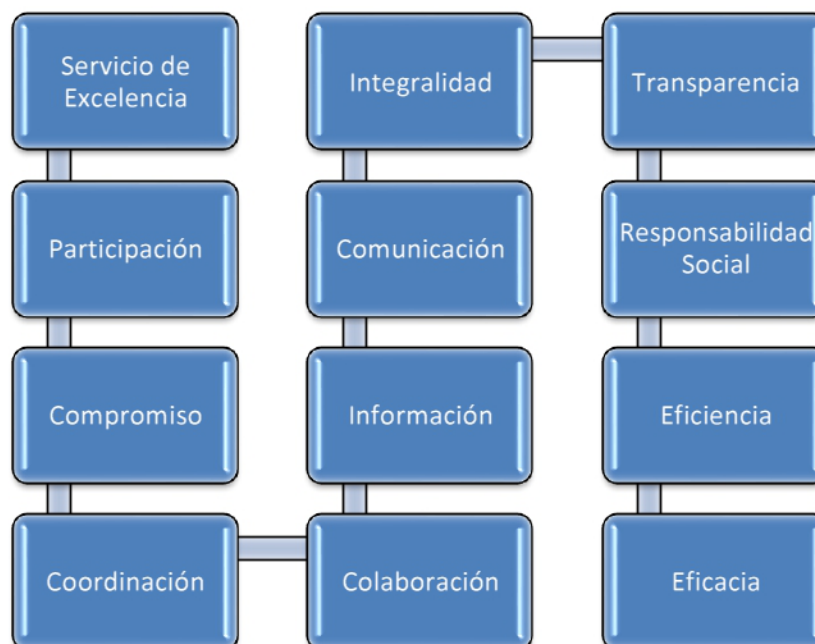 Servicio de
Excelencia
Participación
Compromiso
Coordinación
Colaboración
Información
Comunicación
Integralidad
Transparencia
Responsabilidad
Social
Eficiencia
Eficacia